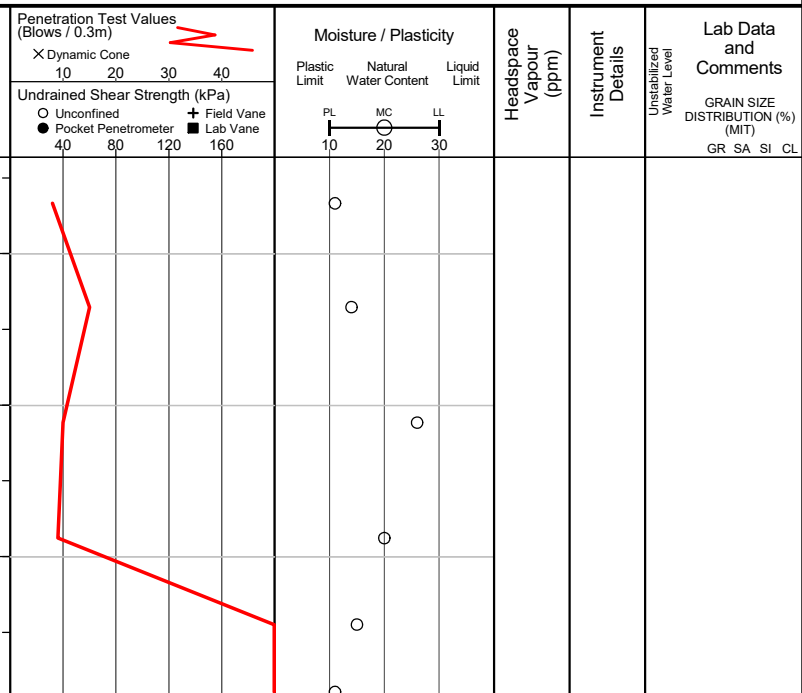 Penetration Test Values
(Blows / 0.3m)
Dynamic Cone
10 20 30 40
Undrained Shear Strength (kPa)
Unconfined Field Vane
Pocket Penetrometer Lab Vane
40 80 120 160
Moisture / Plasticity
Plastic Limit
Natural Water Content
Liquid Limit
PL MC LL
10 20 30
Headspace
Vapour
(ppm)
Instrument
Details
Unstabilized
Water Level
Lab Data
and
Comments
GRAIN SIZE
DISTRIBUTION (%)
(MIT)
GR SA SI CL